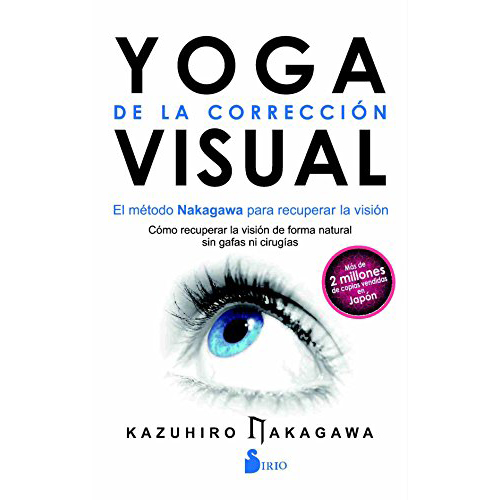 YOGA
DE LA CORRECCIÓN
VISUAL
El método Nakagawa para recuperar la visión
Cómo recuperar la visión de forma natural
sin gafas ni cirugías
Más de
2 millones
de copias vendidas
en
Japón
KAZUHIRO NAKAGAWA
SIRIO